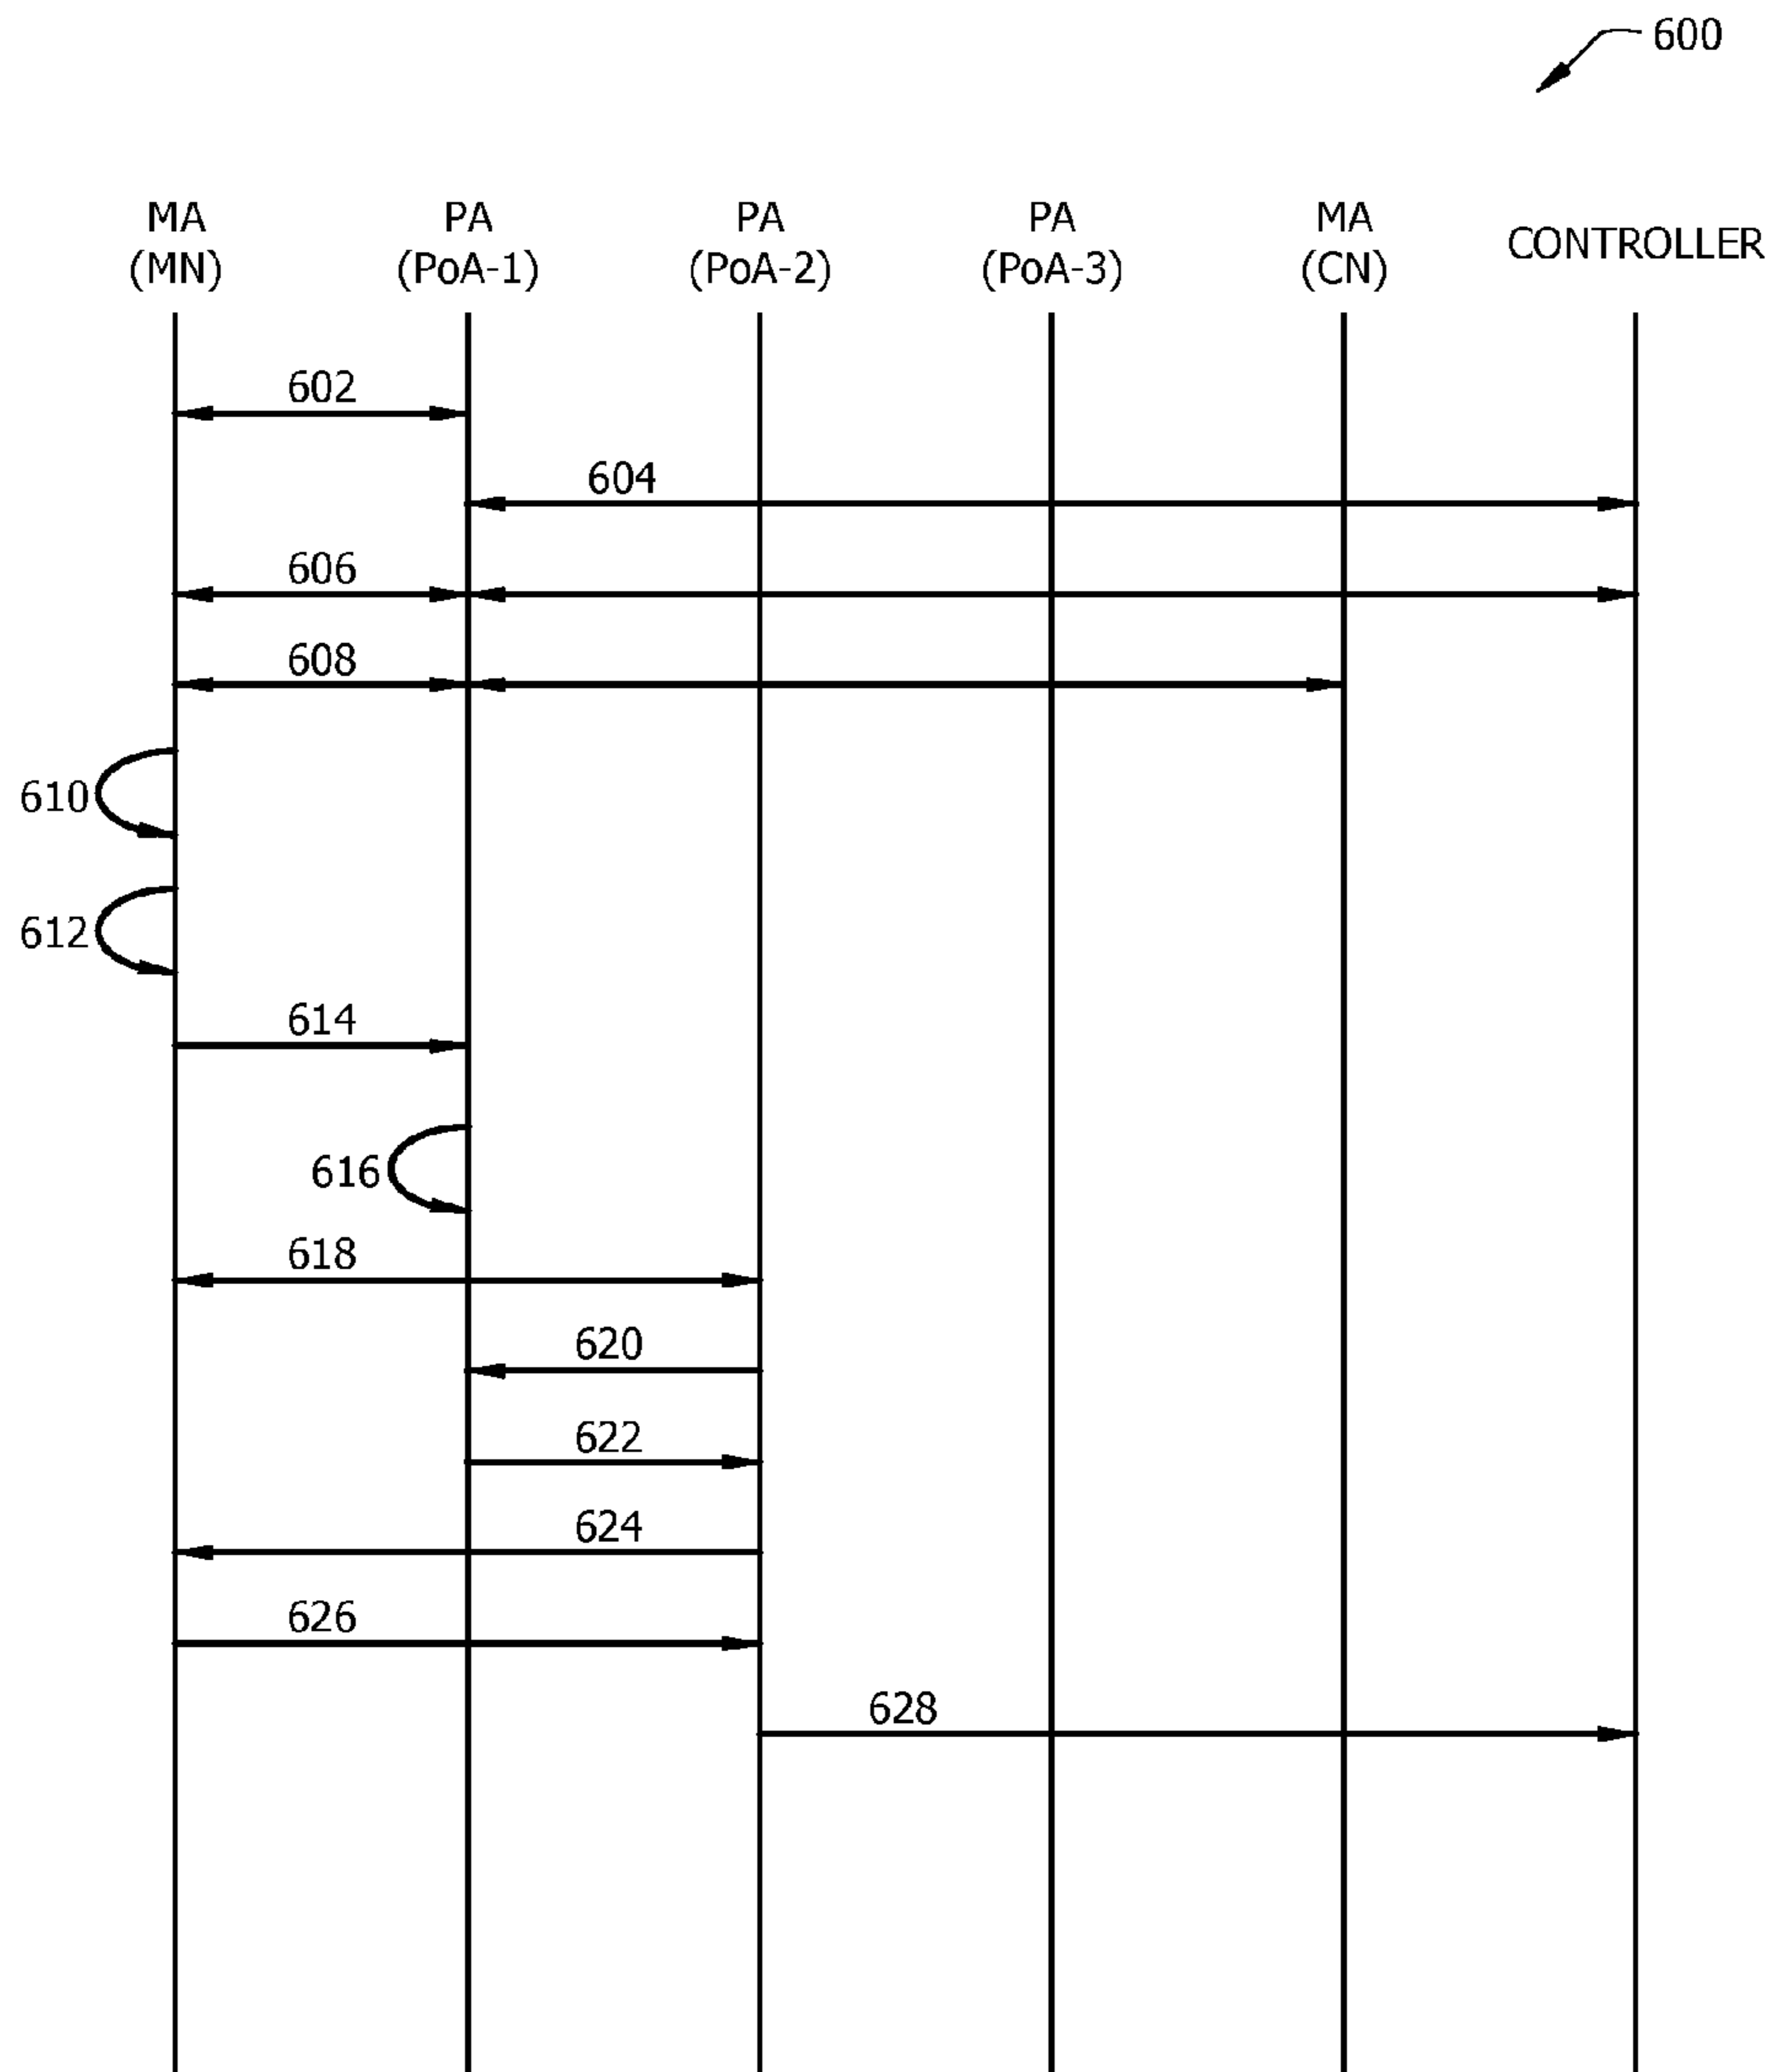 600
MA
(MN)
PA
(PoA-1)
PA
(PoA-2)
PA
(PoA-3)
MA
(CN)
CONTROLLER
602
604
606
608
610
612
614
616
618
620
622
624
626
628